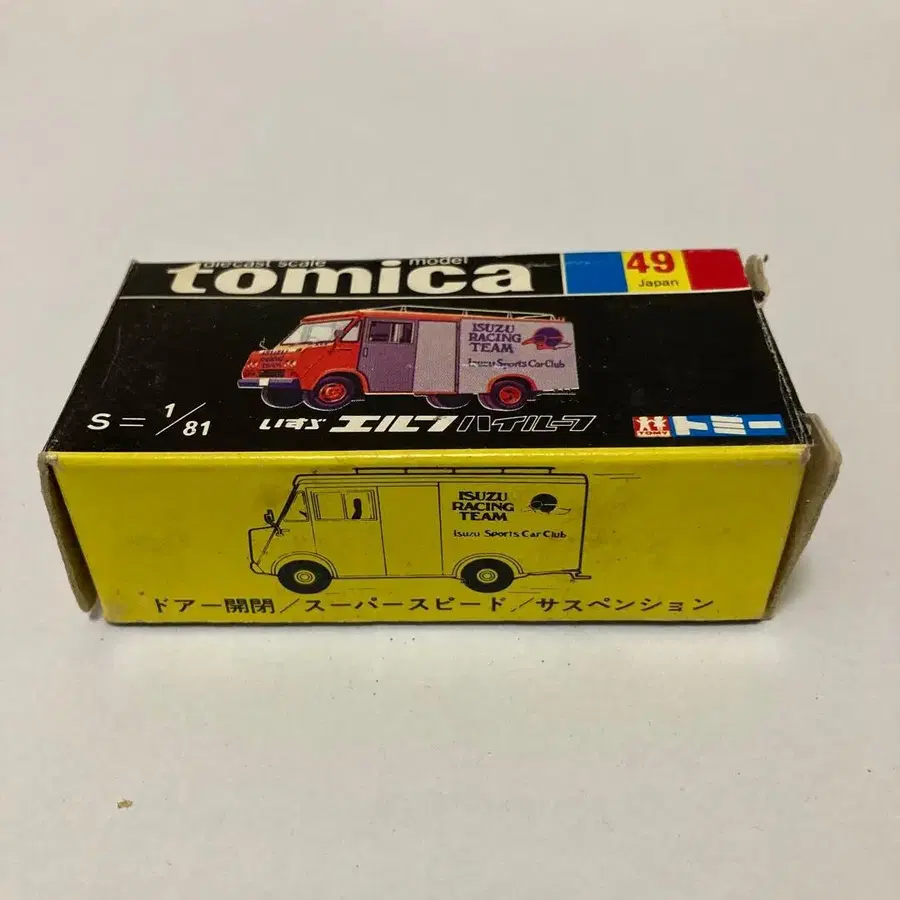 diecast scale model
tomica
49
Japan
ISUZU
RACING
TEAM
Isuzu Sports Car Club
ISUZU
RACING
TEAM
S = 1/81
いすゞ エルフ ハイルーフ
TOMY
トミー
ISUZU
RACING
TEAM
Isuzu Sports Car Club
ドアー開閉/スーパースピード/サスペンション